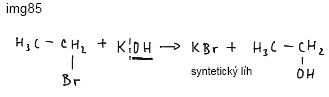 img85
H₃C – CH₂ + K¦OH → KBr + H₃C – CH₂
Br syntetický líh OH